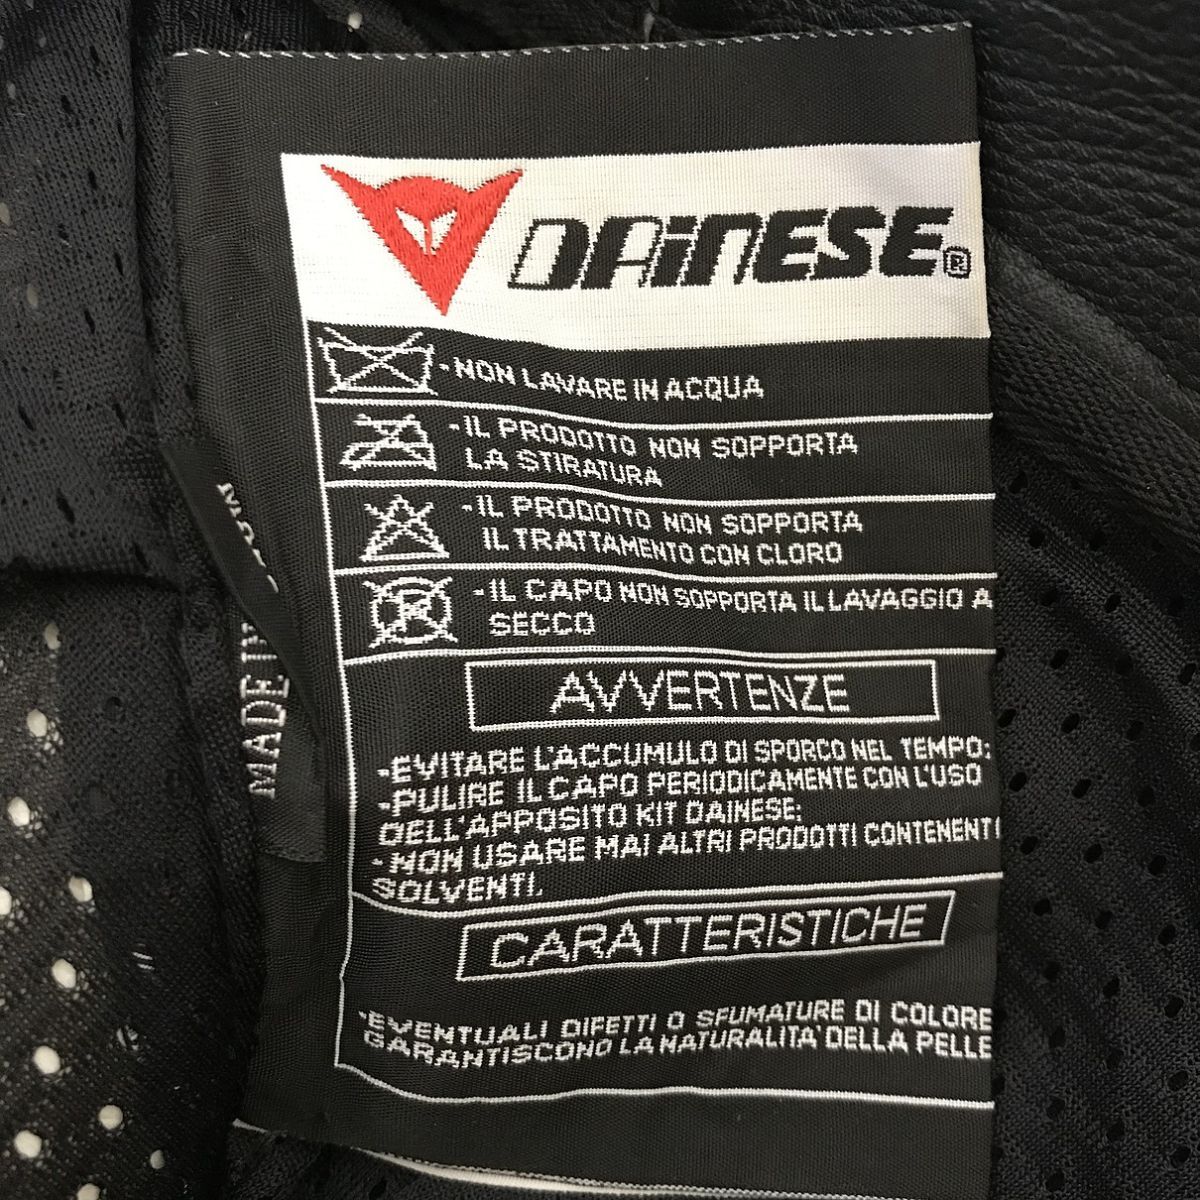 DAINESE®
-NON LAVARE IN ACQUA
-IL PRODOTTO NON SOPPORTA
LA STIRATURA
-IL PRODOTTO NON SOPPORTA
IL TRATTAMENTO CON CLORO
-IL CAPO NON SOPPORTA IL LAVAGGIO A
SECCO
AVVERTENZE
-EVITARE L'ACCUMULO DI SPORCO NEL TEMPO;
-PULIRE IL CAPO PERIODICAMENTE CON L'USO
DELL'APPOSITO KIT DAINESE;
-NON USARE MAI ALTRI PRODOTTI CONTENENTI
SOLVENTI.
CARATTERISTICHE
-EVENTUALI DIFETTI O SFUMATURE DI COLORE
GARANTISCONO LA NATURALITA' DELLA PELLE
MADE IN